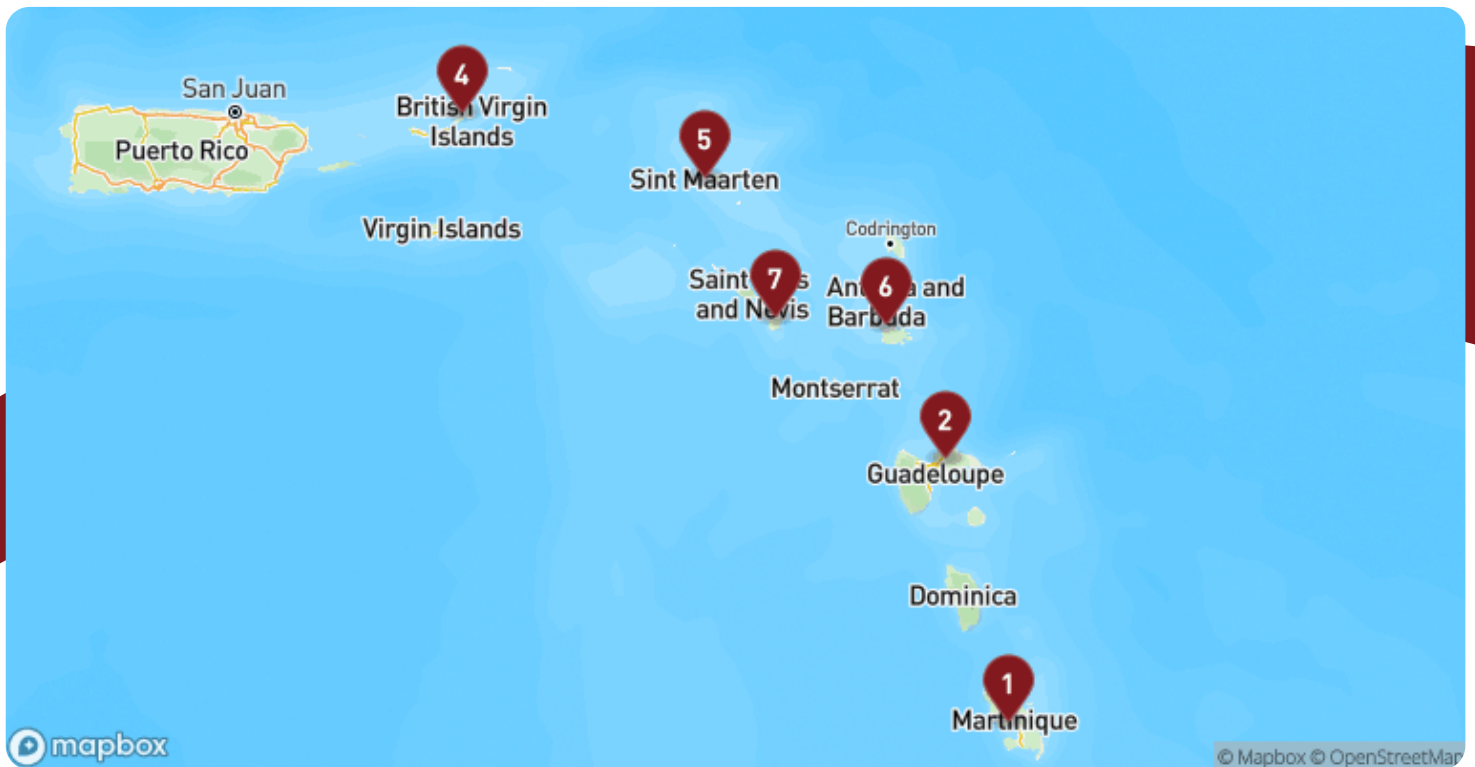 4
San Juan
British Virgin
Islands
5
Puerto Rico
Sint Maarten
Virgin Islands
Codrington
7
Saint
and Nevis
6
and
Barbuda
Montserrat
2
Guadeloupe
Dominica
1
Martinique
mapbox
© Mapbox © OpenStreetMap